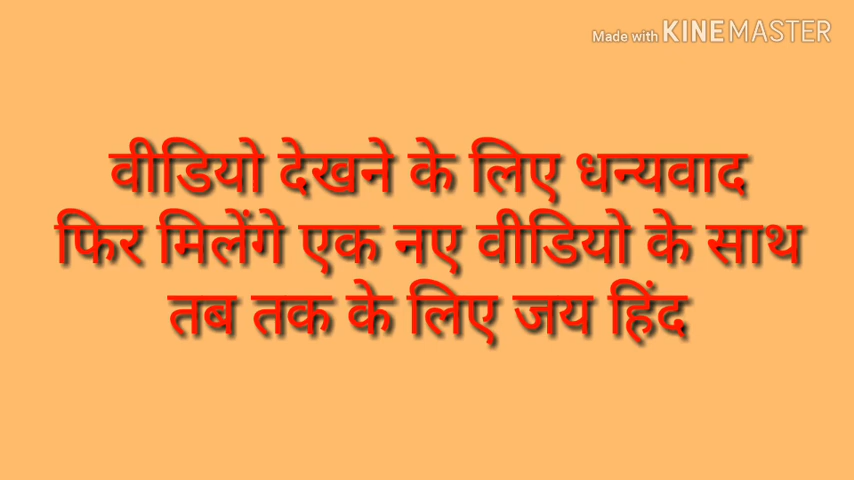 Made with KINEMASTER
वीडियो देखने के लिए धन्यवाद
फिर मिलेंगे एक नए वीडियो के साथ
तब तक के लिए जय हिंद